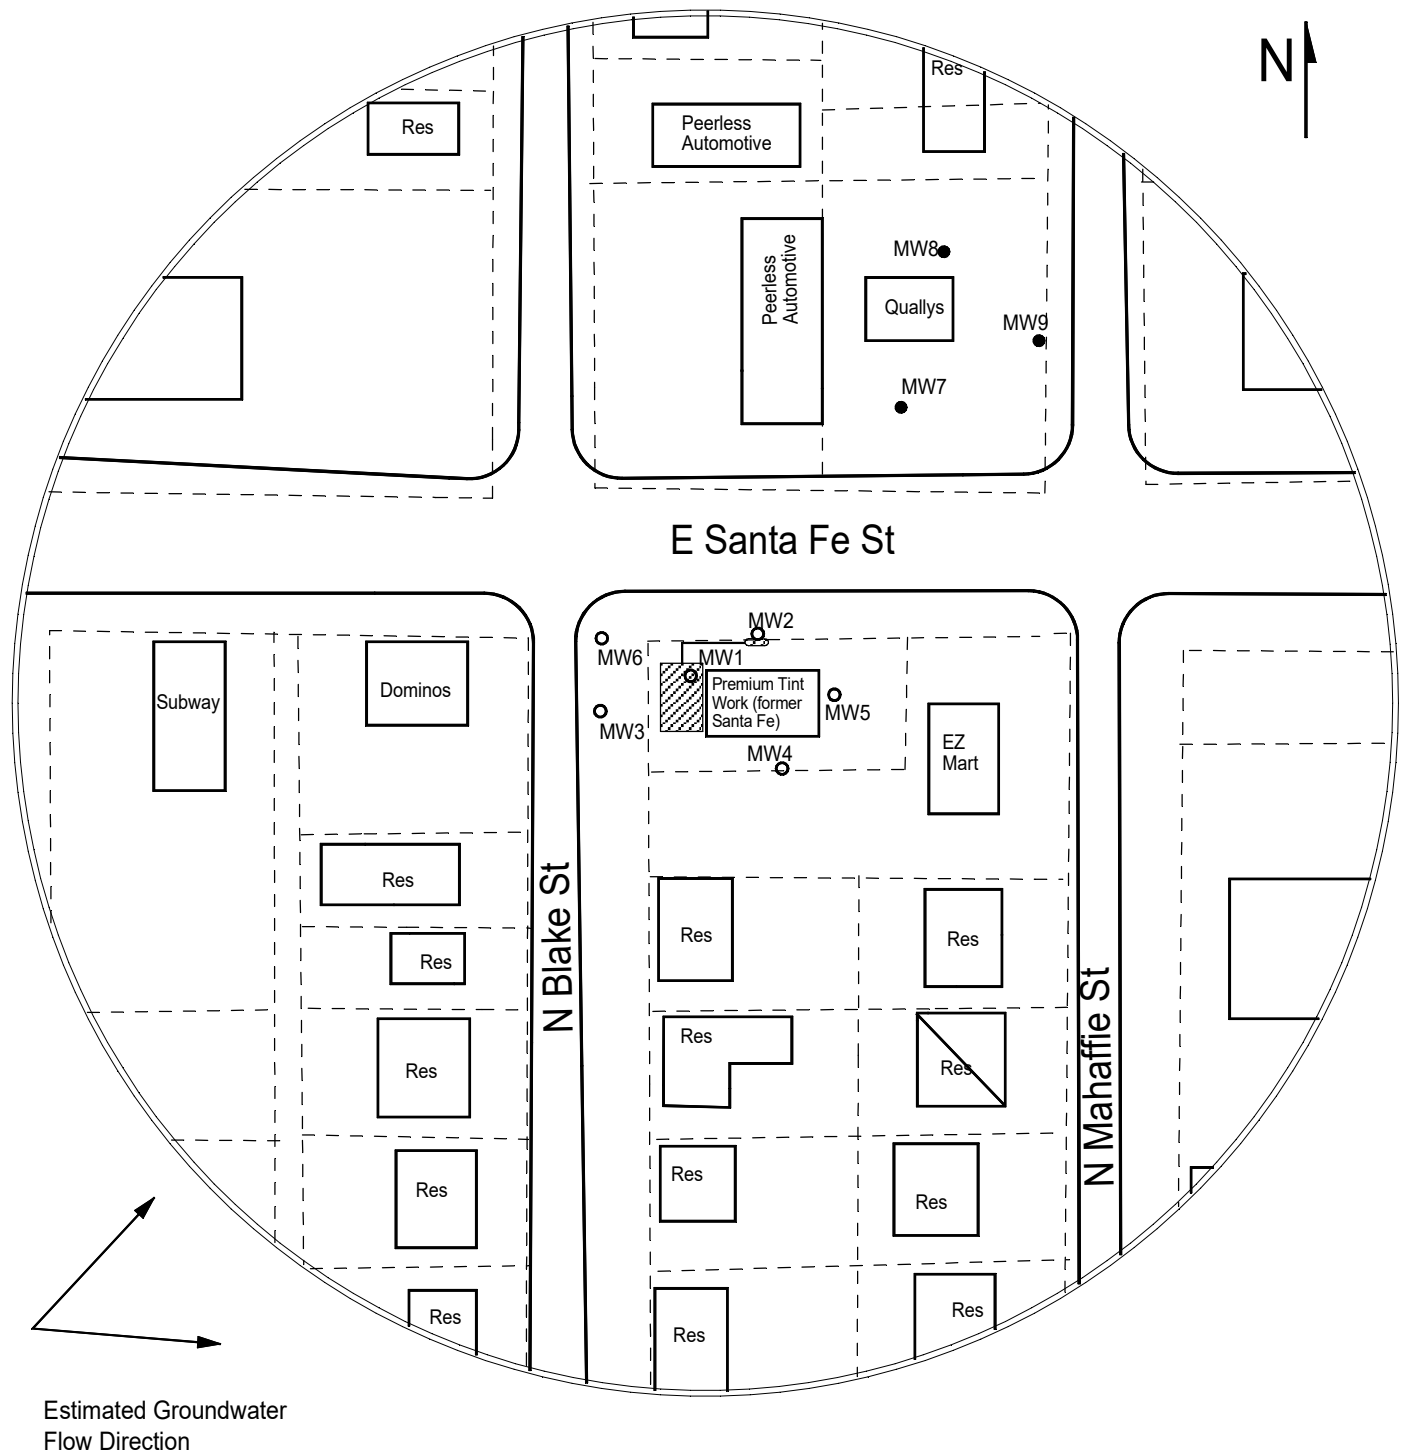 N
Res
Res
Peerless
Automotive
MW8
Peerless
Automotive
Quallys
MW9
MW7
E Santa Fe St
MW2
MW6
MW1
Subway
Dominos
Premium Tint
Work (former
Santa Fe)
MW5
MW3
MW4
EZ
Mart
Res
N Blake St
Res
Res
Res
N Mahaffie St
Res
Res
Res
Res
Res
Res
Res
Res
Res
Estimated Groundwater
Flow Direction